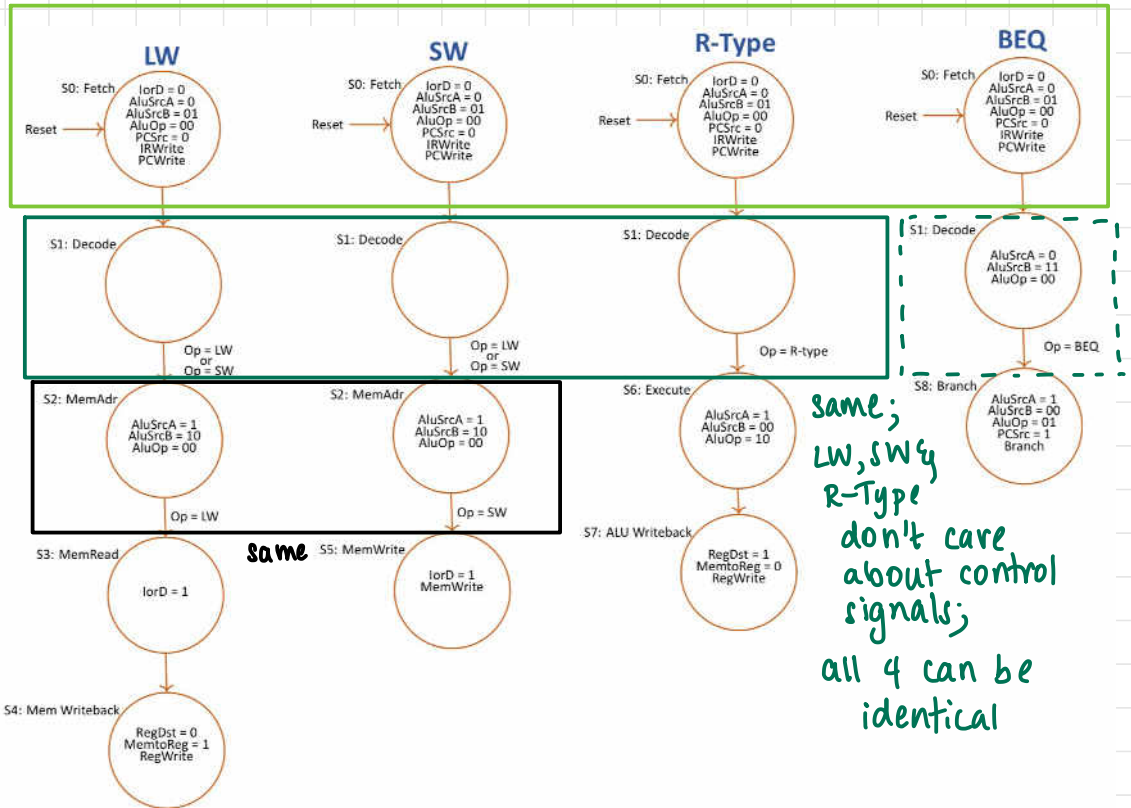 LW
SW
R-Type
BEQ
S0: Fetch
IorD = 0
AluSrcA = 0
AluSrcB = 01
AluOp = 00
PCSrc = 0
IRWrite
PCWrite
Reset
S0: Fetch
IorD = 0
AluSrcA = 0
AluSrcB = 01
AluOp = 00
PCSrc = 0
IRWrite
PCWrite
Reset
S0: Fetch
IorD = 0
AluSrcA = 0
AluSrcB = 01
AluOp = 00
PCSrc = 0
IRWrite
PCWrite
Reset
S0: Fetch
IorD = 0
AluSrcA = 0
AluSrcB = 01
AluOp = 00
PCSrc = 0
IRWrite
PCWrite
Reset
S1: Decode
S1: Decode
S1: Decode
S1: Decode
AluSrcA = 0
AluSrcB = 11
AluOp = 00
Op = LW
or
Op = SW
Op = LW
or
Op = SW
Op = R-type
Op = BEQ
S2: MemAdr
AluSrcA = 1
AluSrcB = 10
AluOp = 00
S2: MemAdr
AluSrcA = 1
AluSrcB = 10
AluOp = 00
S6: Execute
AluSrcA = 1
AluSrcB = 00
AluOp = 10
S8: Branch
AluSrcA = 1
AluSrcB = 00
AluOp = 01
PCSrc = 1
Branch
same;
LW, SW &
R-Type
don't care
about control
signals;
all 4 can be
identical
Op = LW
Op = SW
same
S3: MemRead
IorD = 1
S5: MemWrite
IorD = 1
MemWrite
S7: ALU Writeback
RegDst = 1
MemtoReg = 0
RegWrite
S4: Mem Writeback
RegDst = 0
MemtoReg = 1
RegWrite